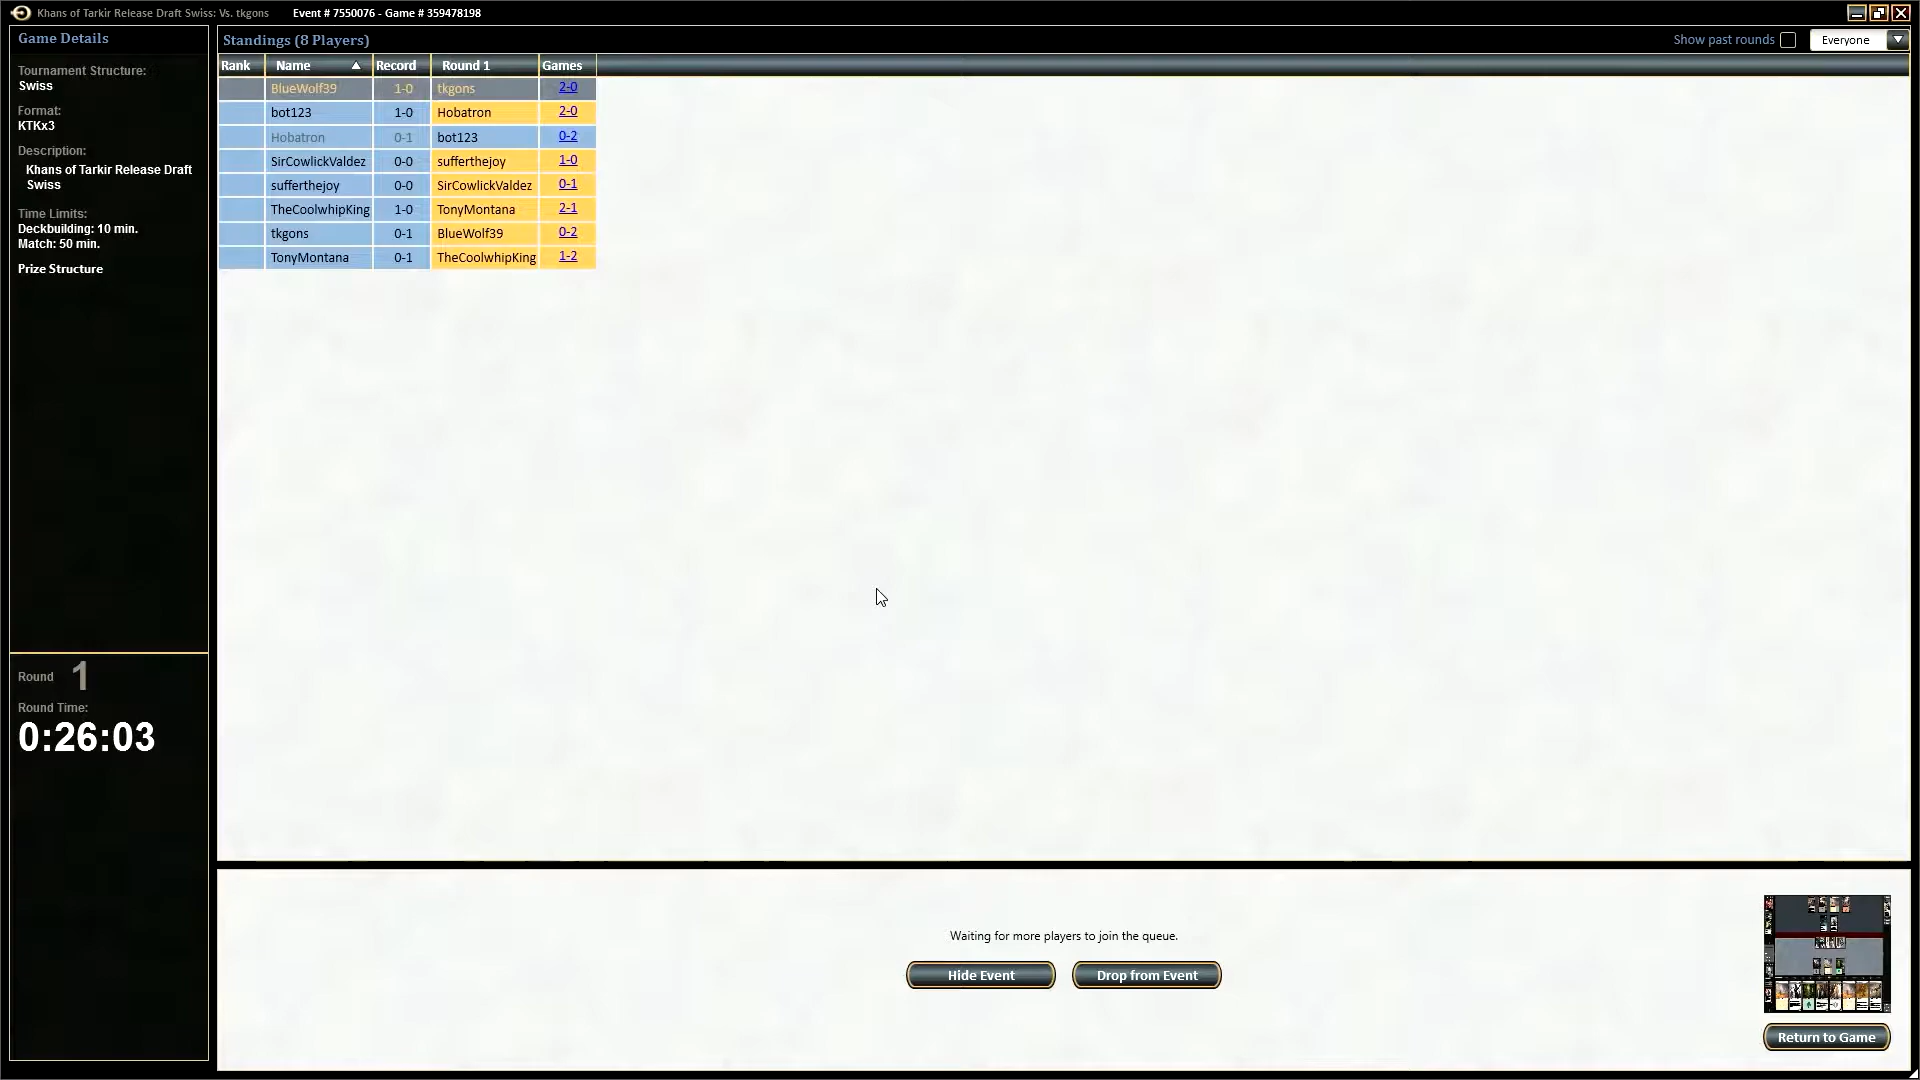 Khans of Tarkir Release Draft Swiss: Vs. tkgons Event # 7550076 - Game # 359478198
Game Details
Tournament Structure:
Swiss
Format:
KTKx3
Description:
Khans of Tarkir Release Draft
Swiss
Time Limits:
Deckbuilding: 10 min.
Match: 50 min.
Prize Structure
Round 1
Round Time:
0:26:03
Standings (8 Players)
Show past rounds Everyone
Rank Name Record Round 1 Games
BlueWolf39 1-0 tkgons 2-0
bot123 1-0 Hobatron 2-0
Hobatron 0-1 bot123 0-2
SirCowlickValdez 0-0 sufferthejoy 1-0
sufferthejoy 0-0 SirCowlickValdez 0-1
TheCoolwhipKing 1-0 TonyMontana 2-1
tkgons 0-1 BlueWolf39 0-2
TonyMontana 0-1 TheCoolwhipKing 1-2
Waiting for more players to join the queue.
Hide Event Drop from Event
Return to Game